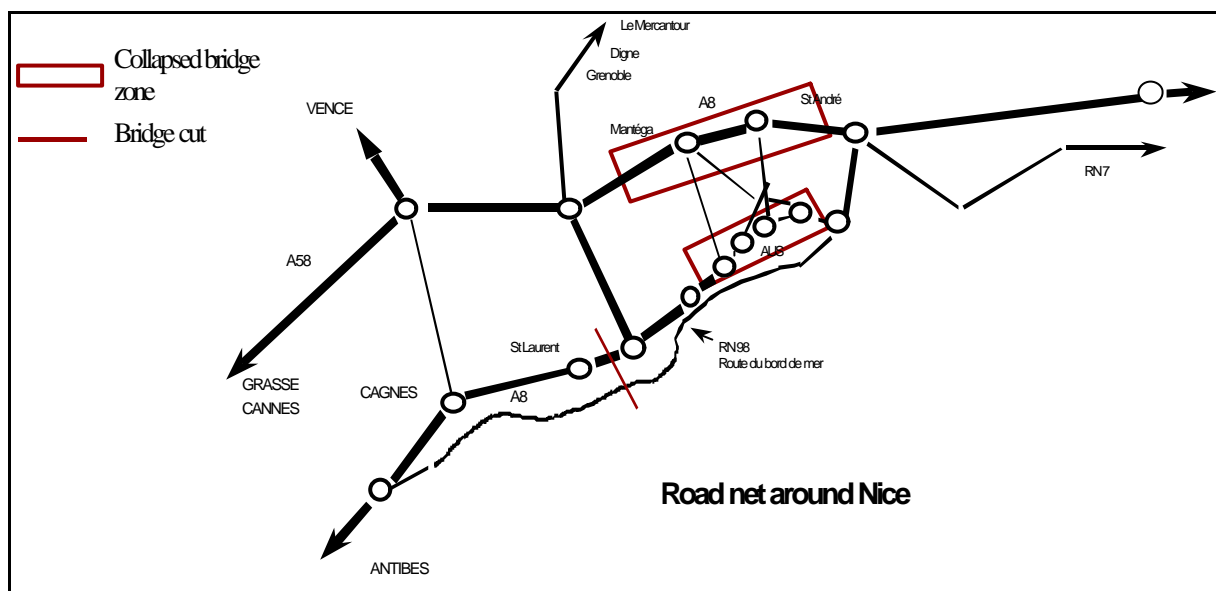 Collapsed bridge
zone
Bridge cut
Le Mercantour
Digne
Grenoble
VENCE
A8
St André
Mantéga
RN7
A58
AUS
St Laurent
RN98
Route du bord de mer
GRASSE
CANNES
CAGNES
A8
Road net around Nice
ANTIBES